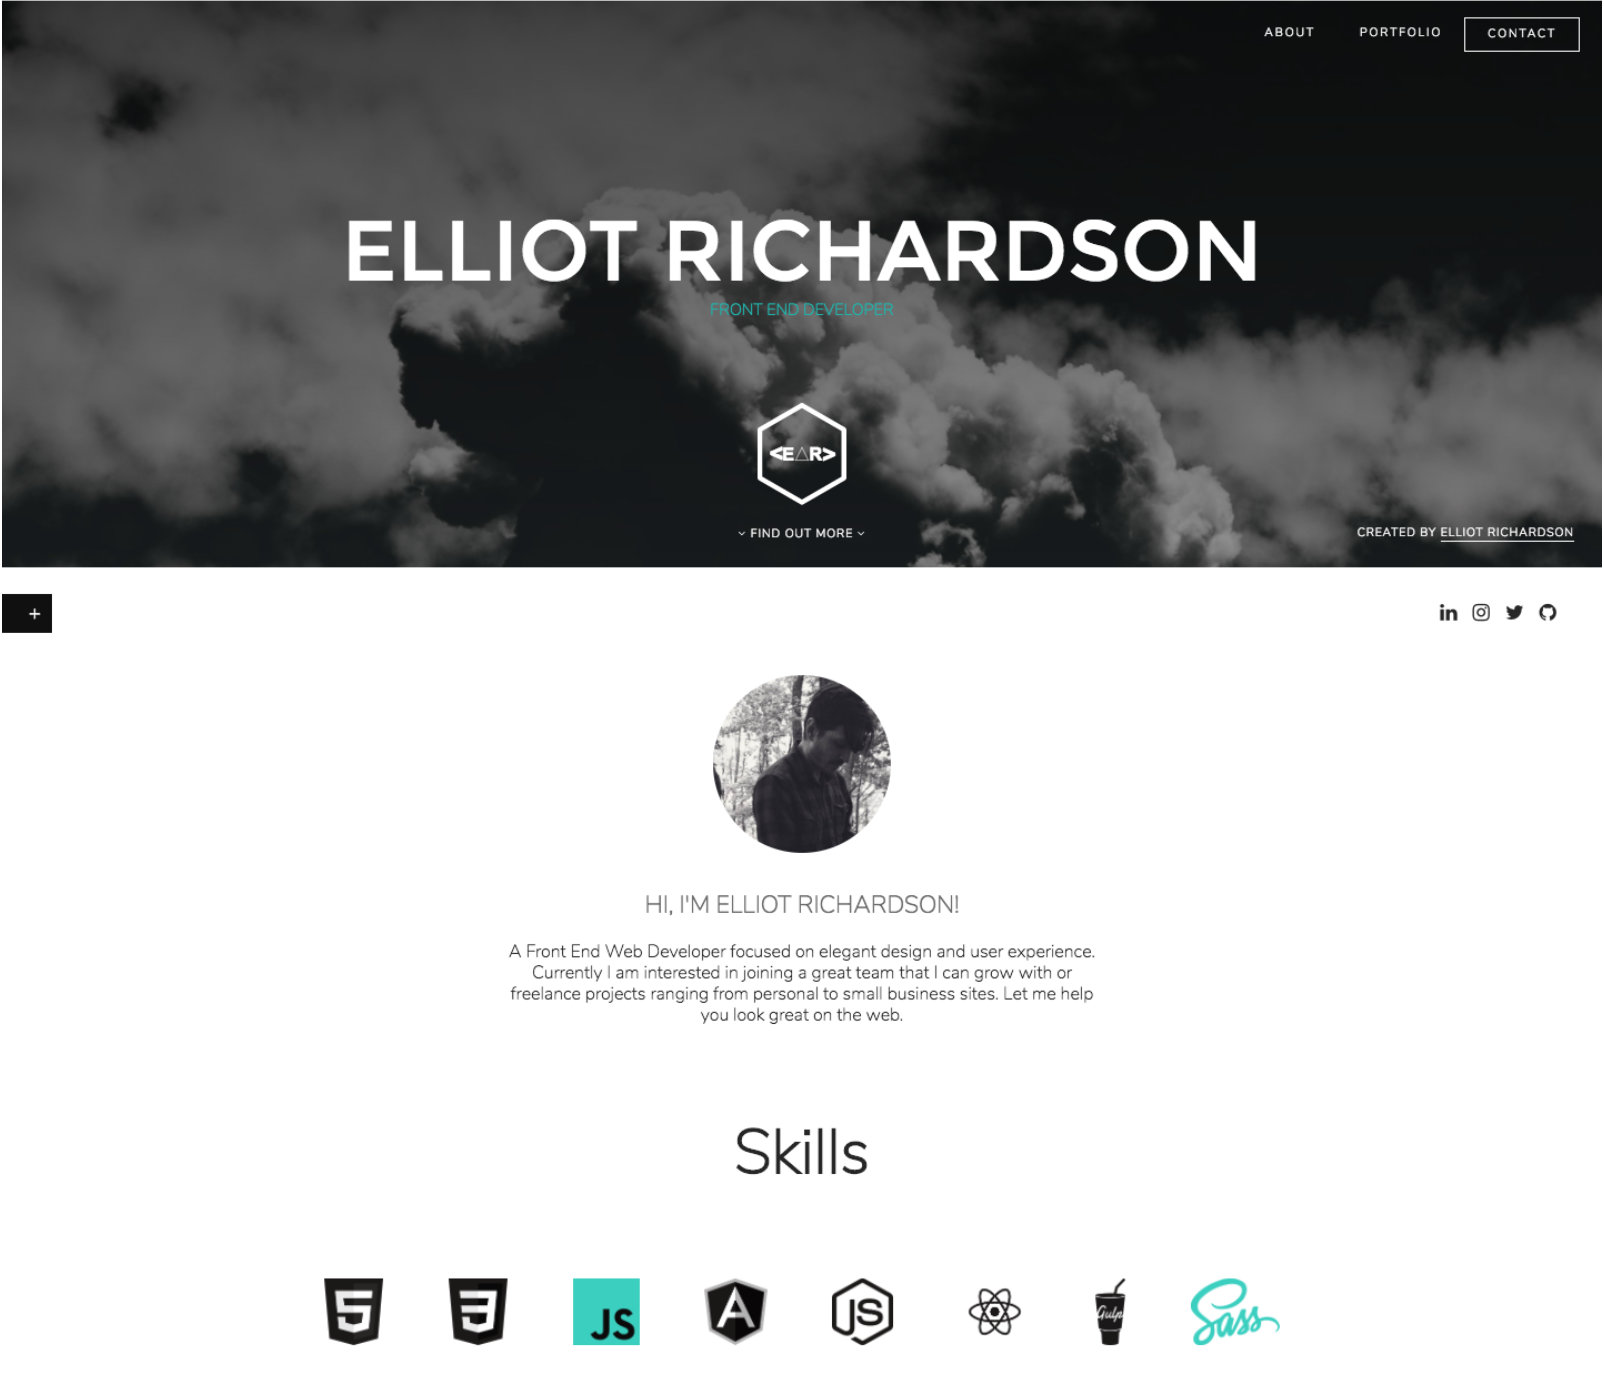 ABOUT PORTFOLIO CONTACT
ELLIOT RICHARDSON
FRONT END DEVELOPER
<E△R>
FIND OUT MORE
CREATED BY ELLIOT RICHARDSON
+
in
HI, I'M ELLIOT RICHARDSON!
A Front End Web Developer focused on elegant design and user experience.
Currently I am interested in joining a great team that I can grow with or
freelance projects ranging from personal to small business sites. Let me help
you look great on the web.
Skills
5 3 JS A JS Gulp Sass